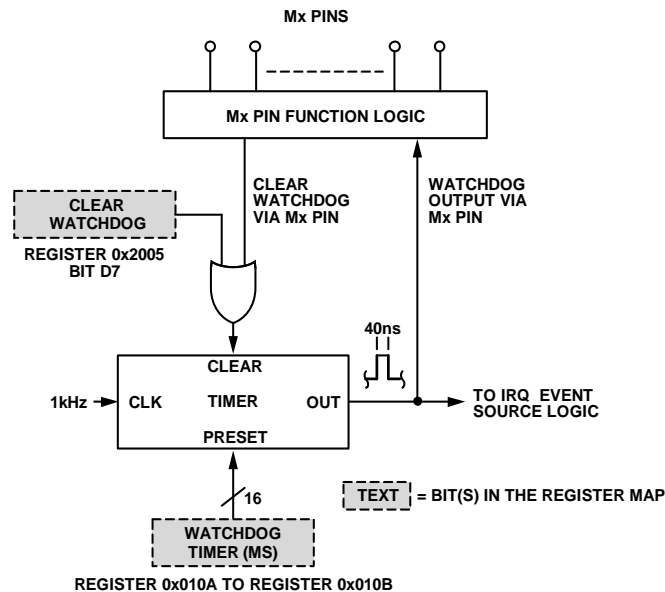 Mx PINS
Mx PIN FUNCTION LOGIC
CLEAR
WATCHDOG
VIA Mx PIN
WATCHDOG
OUTPUT VIA
Mx PIN
CLEAR
WATCHDOG
REGISTER 0x2005
BIT D7
40ns
CLEAR
1kHz
CLK
TIMER
OUT
PRESET
TO IRQ EVENT
SOURCE LOGIC
16
TEXT = BIT(S) IN THE REGISTER MAP
WATCHDOG
TIMER (MS)
REGISTER 0x010A TO REGISTER 0x010B